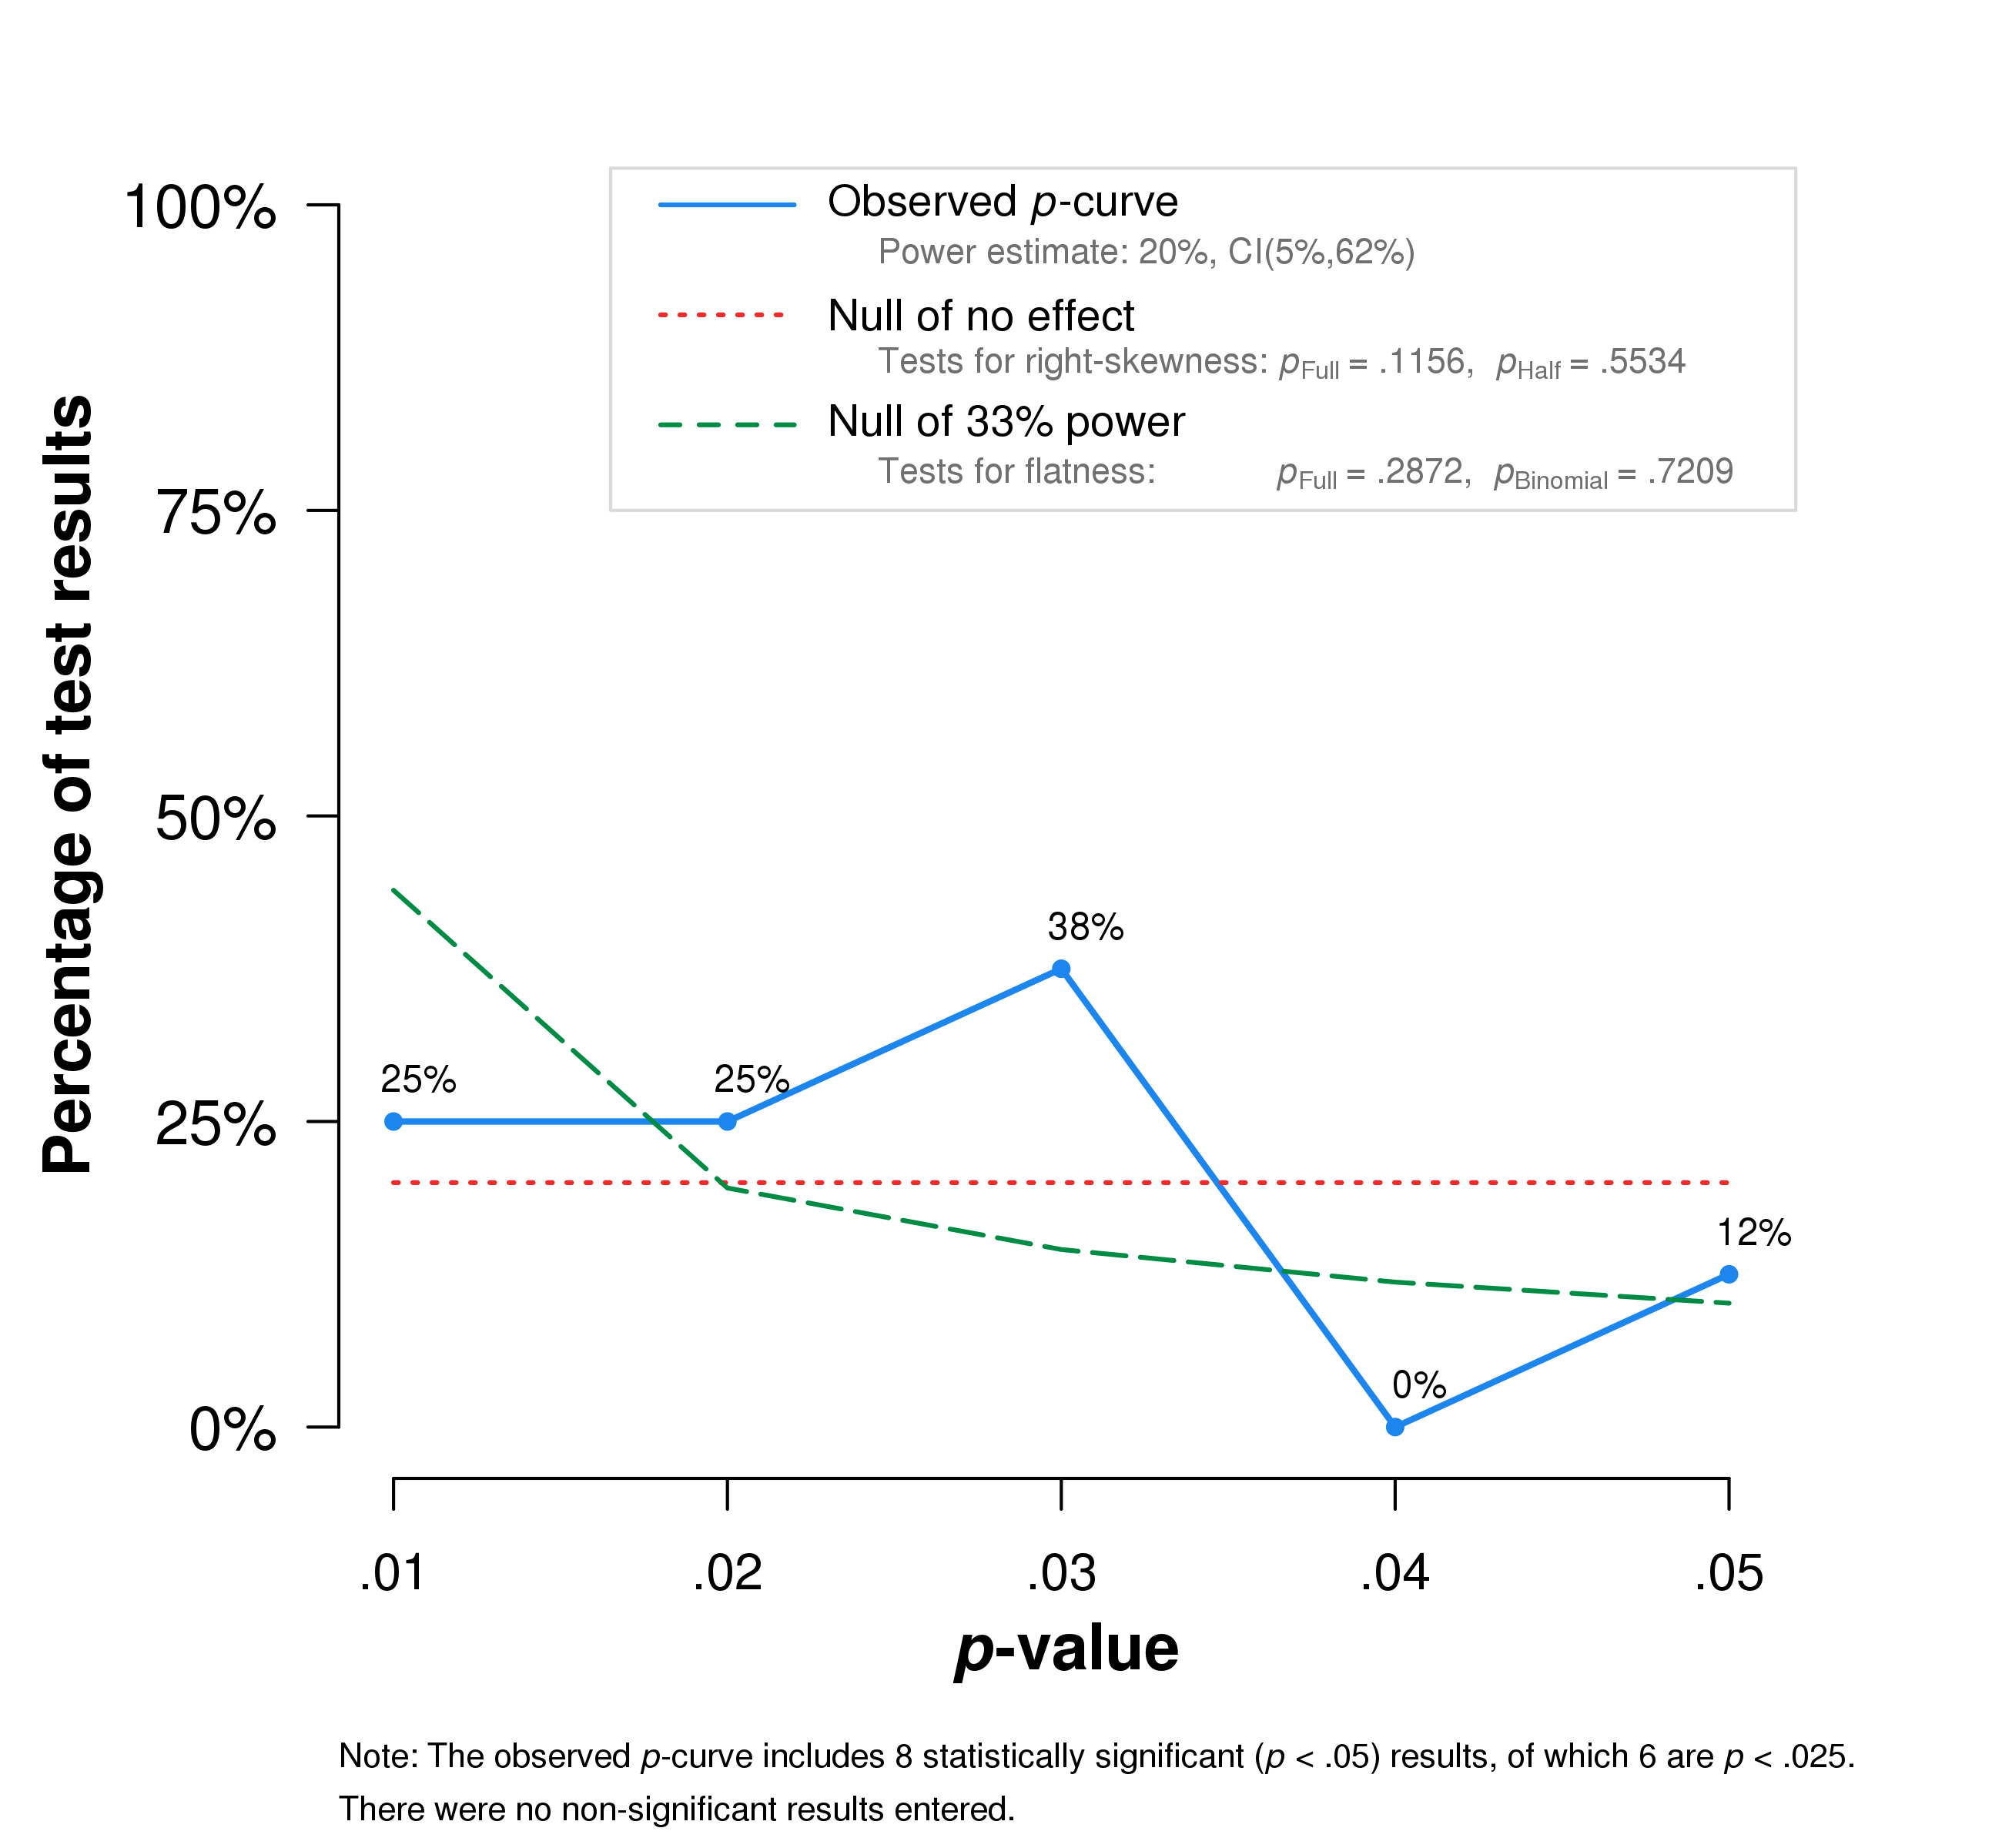 Observed p-curve
Power estimate: 20%, CI(5%,62%)
Null of no effect
Tests for right-skewness: pFull = .1156, pHalf = .5534
Null of 33% power
Tests for flatness: pFull = .2872, pBinomial = .7209
Percentage of test results
100%
75%
50%
25%
0%
25%
25%
38%
0%
12%
.01
.02
.03
.04
.05
p-value
Note: The observed p-curve includes 8 statistically significant (p < .05) results, of which 6 are p < .025.
There were no non-significant results entered.